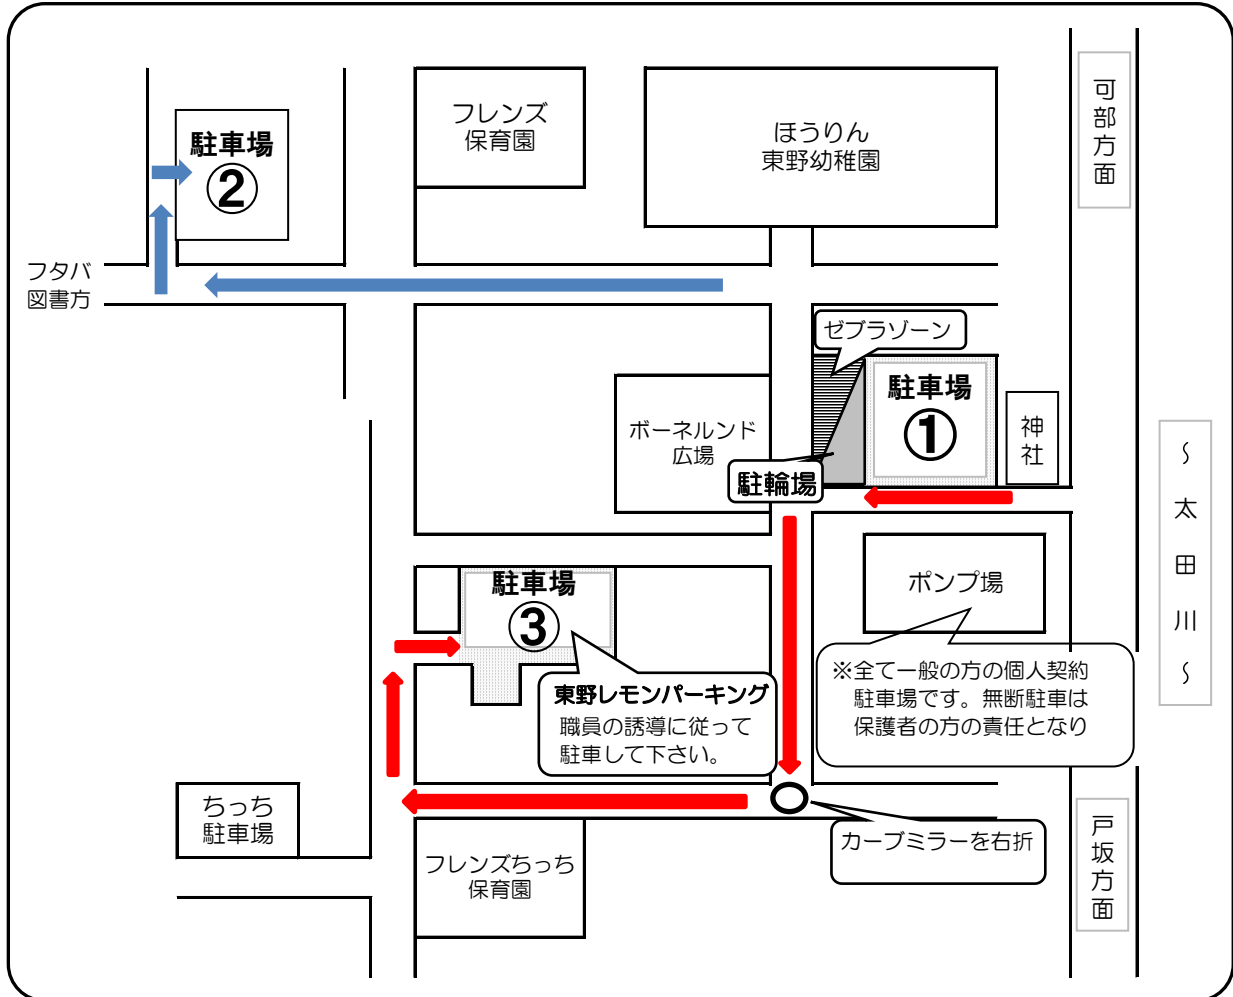 フレンズ
保育園
ほうりん
東野幼稚園
可
部
方
面
駐車場
②
フタバ
図書方
ゼブラゾーン
駐車場
①
神
社
ボーネルンド
広場
駐輪場
～
太
田
川
～
駐車場
③
ポンプ場
※全て一般の方の個人契約
駐車場です。無断駐車は
保護者の方の責任となり
東野レモンパーキング
職員の誘導に従って
駐車して下さい。
ちっち
駐車場
カーブミラーを右折
フレンズちっち
保育園
戸
坂
方
面